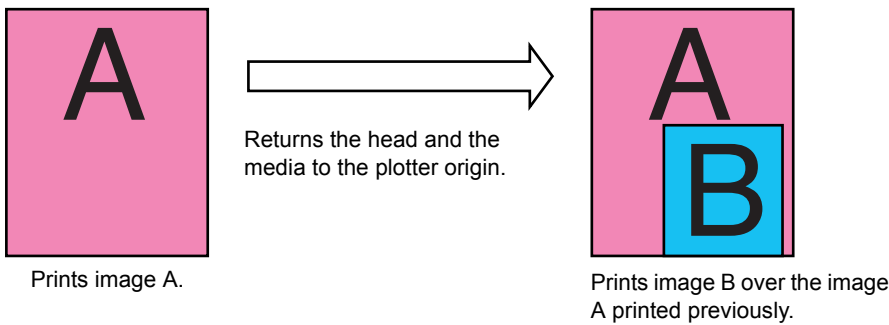 A
Prints image A.
Returns the head and the
media to the plotter origin.
A
B
Prints image B over the image
A printed previously.